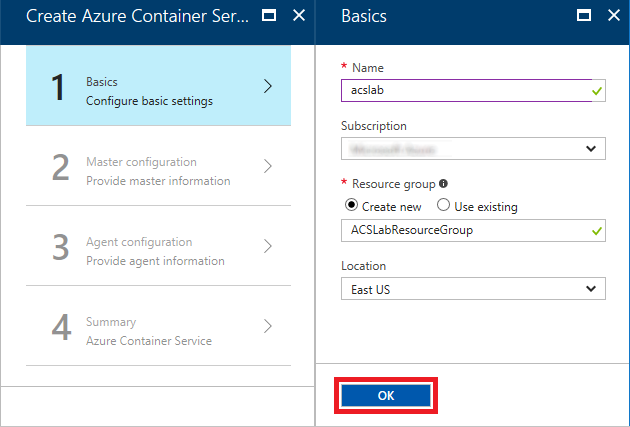 Create Azure Container Ser...
1
Basics
Configure basic settings
2
Master configuration
Provide master information
3
Agent configuration
Provide agent information
4
Summary
Azure Container Service
Basics
* Name
acslab
Subscription
* Resource group
Create new
Use existing
ACSLabResourceGroup
Location
East US
OK